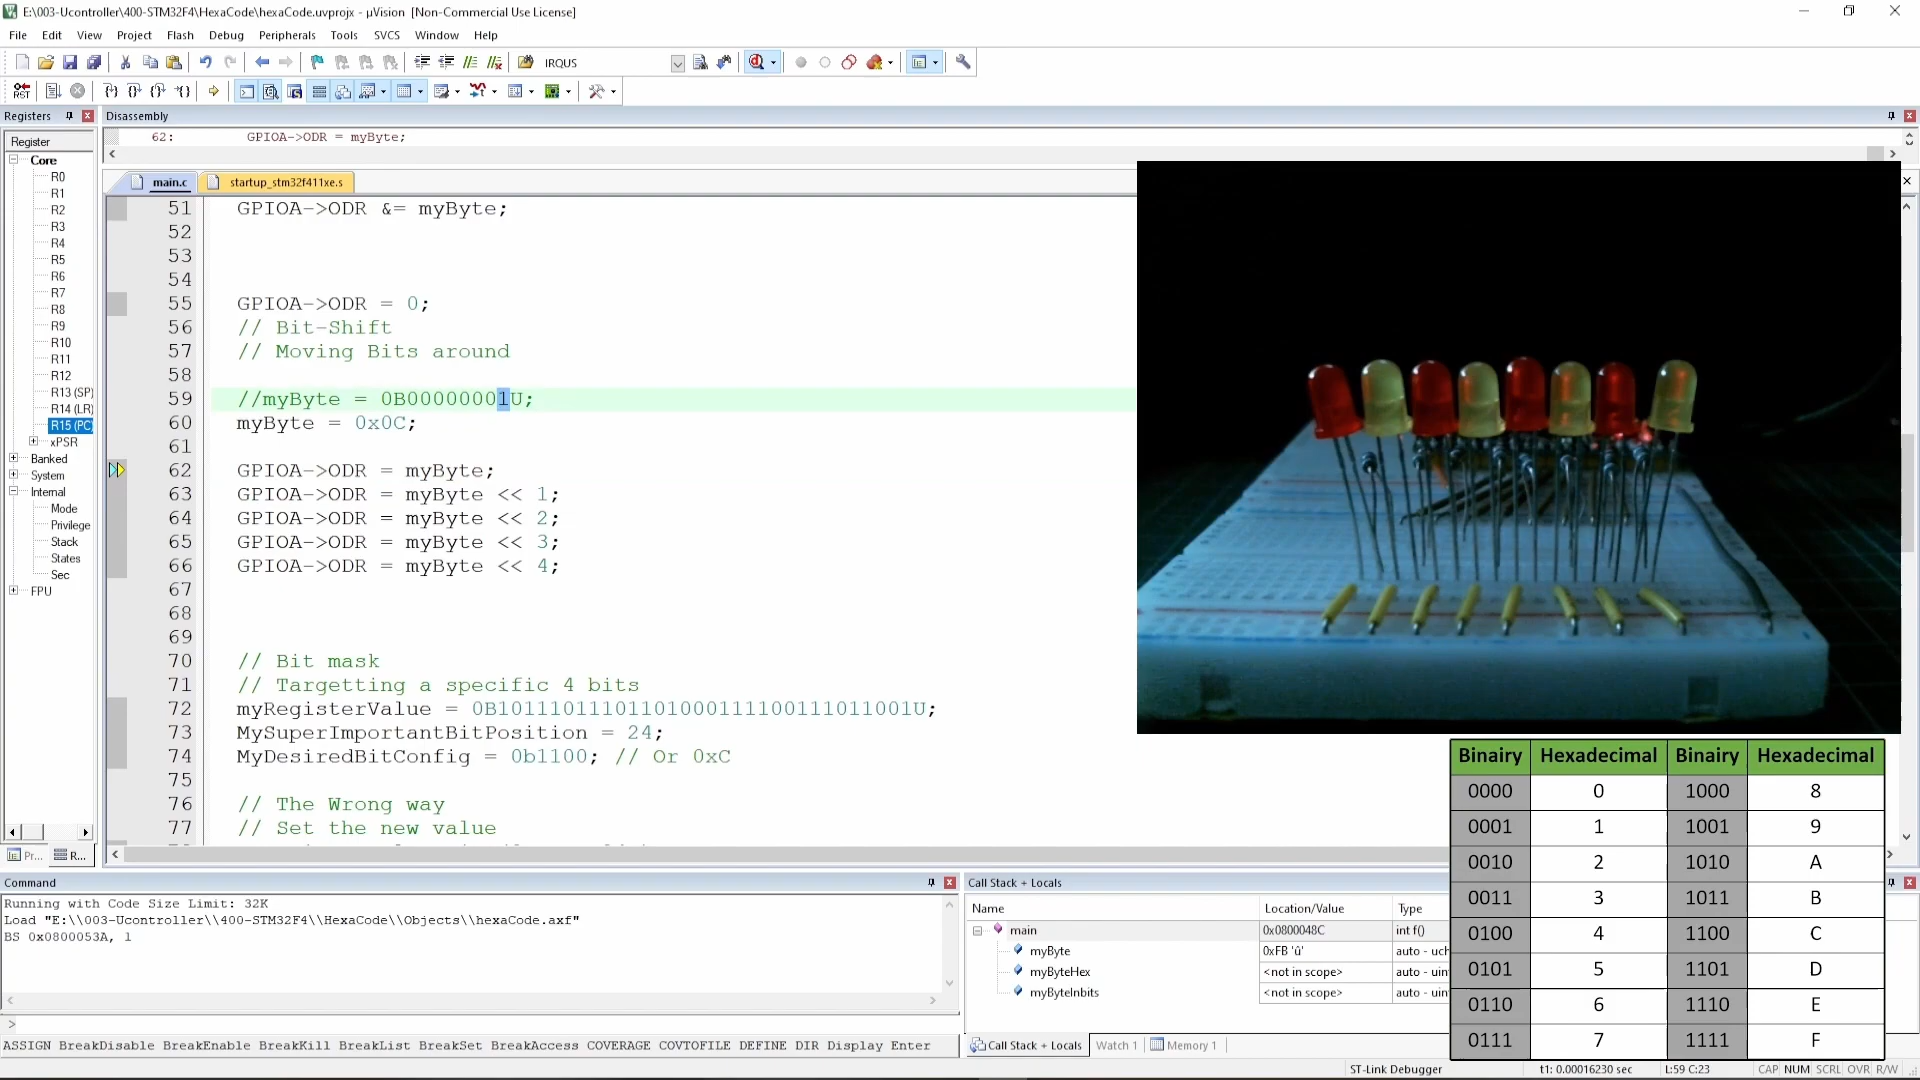 E:\003-Ucontroller\400-STM32F4\HexaCode\hexaCode.uvprojx - µVision [Non-Commercial Use License]
File Edit View Project Flash Debug Peripherals Tools SVCS Window Help
IRQUS
RST
Registers
Disassembly
Register
62: GPIOA->ODR = myByte;
Core
R0
R1
R2
R3
R4
R5
R6
R7
R8
R9
R10
R11
R12
R13 (SP)
R14 (LR)
R15 (PC)
xPSR
Banked
System
Internal
Mode
Privilege
Stack
States
Sec
FPU
Pr... R...
main.c startup_stm32f411xe.s
51 GPIOA->ODR &= myByte;
52
53
54
55 GPIOA->ODR = 0;
56 // Bit-Shift
57 // Moving Bits around
58
59 //myByte = 0B00000001U;
60 myByte = 0x0C;
61
62 GPIOA->ODR = myByte;
63 GPIOA->ODR = myByte << 1;
64 GPIOA->ODR = myByte << 2;
65 GPIOA->ODR = myByte << 3;
66 GPIOA->ODR = myByte << 4;
67
68
69
70 // Bit mask
71 // Targetting a specific 4 bits
72 myRegisterValue = 0B10111011101101000111100111011001U;
73 MySuperImportantBitPosition = 24;
74 MyDesiredBitConfig = 0b1100; // Or 0xC
75
76 // The Wrong way
77 // Set the new value
Binairy Hexadecimal Binairy Hexadecimal
0000 0 1000 8
0001 1 1001 9
0010 2 1010 A
0011 3 1011 B
0100 4 1100 C
0101 5 1101 D
0110 6 1110 E
0111 7 1111 F
Command
Running with Code Size Limit: 32K
Load "E:\\003-Ucontroller\\400-STM32F4\\HexaCode\\Objects\\hexaCode.axf"
BS 0x0800053A, 1
>
ASSIGN BreakDisable BreakEnable BreakKill BreakList BreakSet BreakAccess COVERAGE COVTOFILE DEFINE DIR Display Enter
Call Stack + Locals
Name Location/Value Type
main 0x0800048C int f()
myByte 0xFB 'û' auto - uch
myByteHex <not in scope> auto - uin
myByteInbits <not in scope> auto - uin
Call Stack + Locals Watch 1 Memory 1
ST-Link Debugger t1: 0.00016230 sec L:59 C:23 CAP NUM SCRL OVR R/W